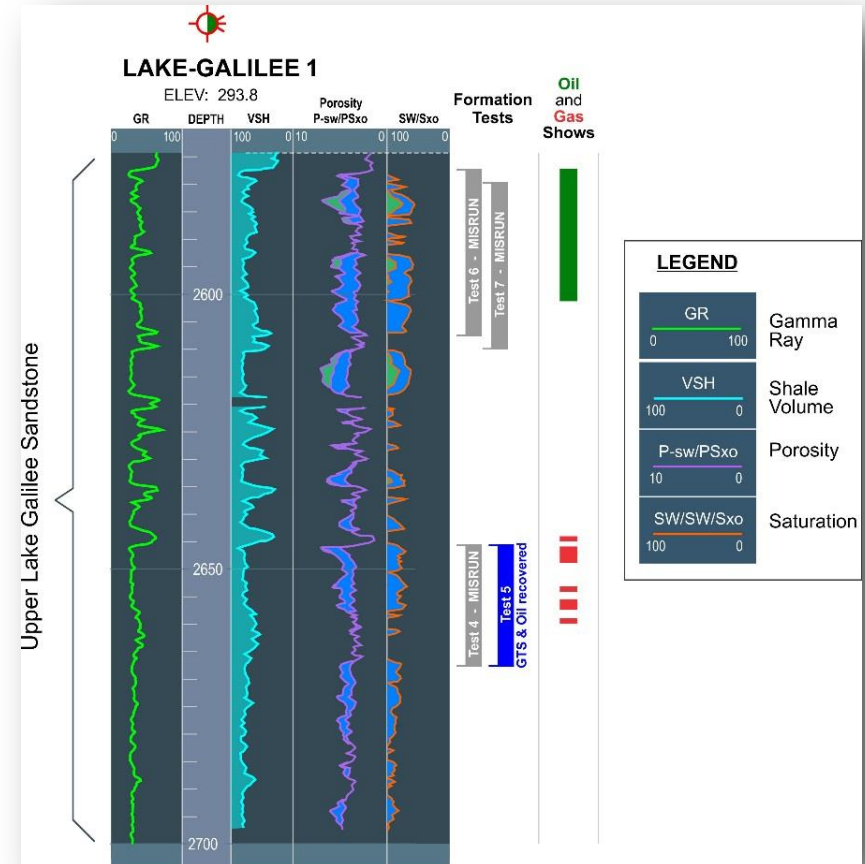 LAKE-GALILEE 1
ELEV: 293.8
GR
DEPTH
VSH
Porosity
P-sw/PSxo
SW/Sxo
Formation
Tests
Oil
and
Gas
Shows
0 100
100 0
10 0
100 0
Upper Lake Galilee Sandstone
2600
2650
2700
Test 6 - MISRUN
Test 7 - MISRUN
Test 4 - MISRUN
Test 5
GTS & Oil recovered
LEGEND
GR
0 100
Gamma
Ray
VSH
100 0
Shale
Volume
P-sw/PSxo
10 0
Porosity
SW/SW/Sxo
100 0
Saturation